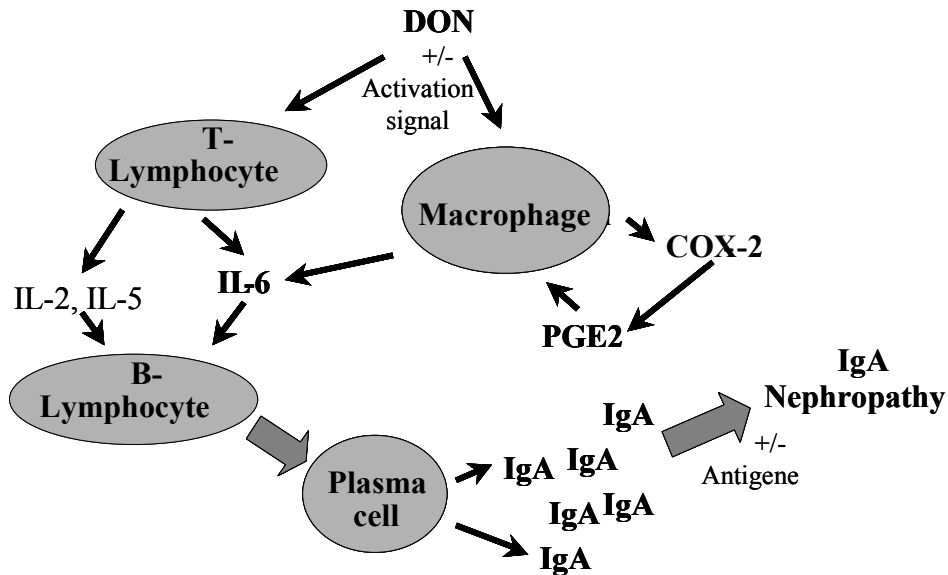 DON
+/-
Activation
signal
T-
Lymphocyte
Macrophage
COX-2
IL-6
IL-2, IL-5
PGE2
B-
Lymphocyte
IgA
Nephropathy
+/-
Antigene
IgA
IgA
IgA
Plasma
cell
IgA
IgA
IgA